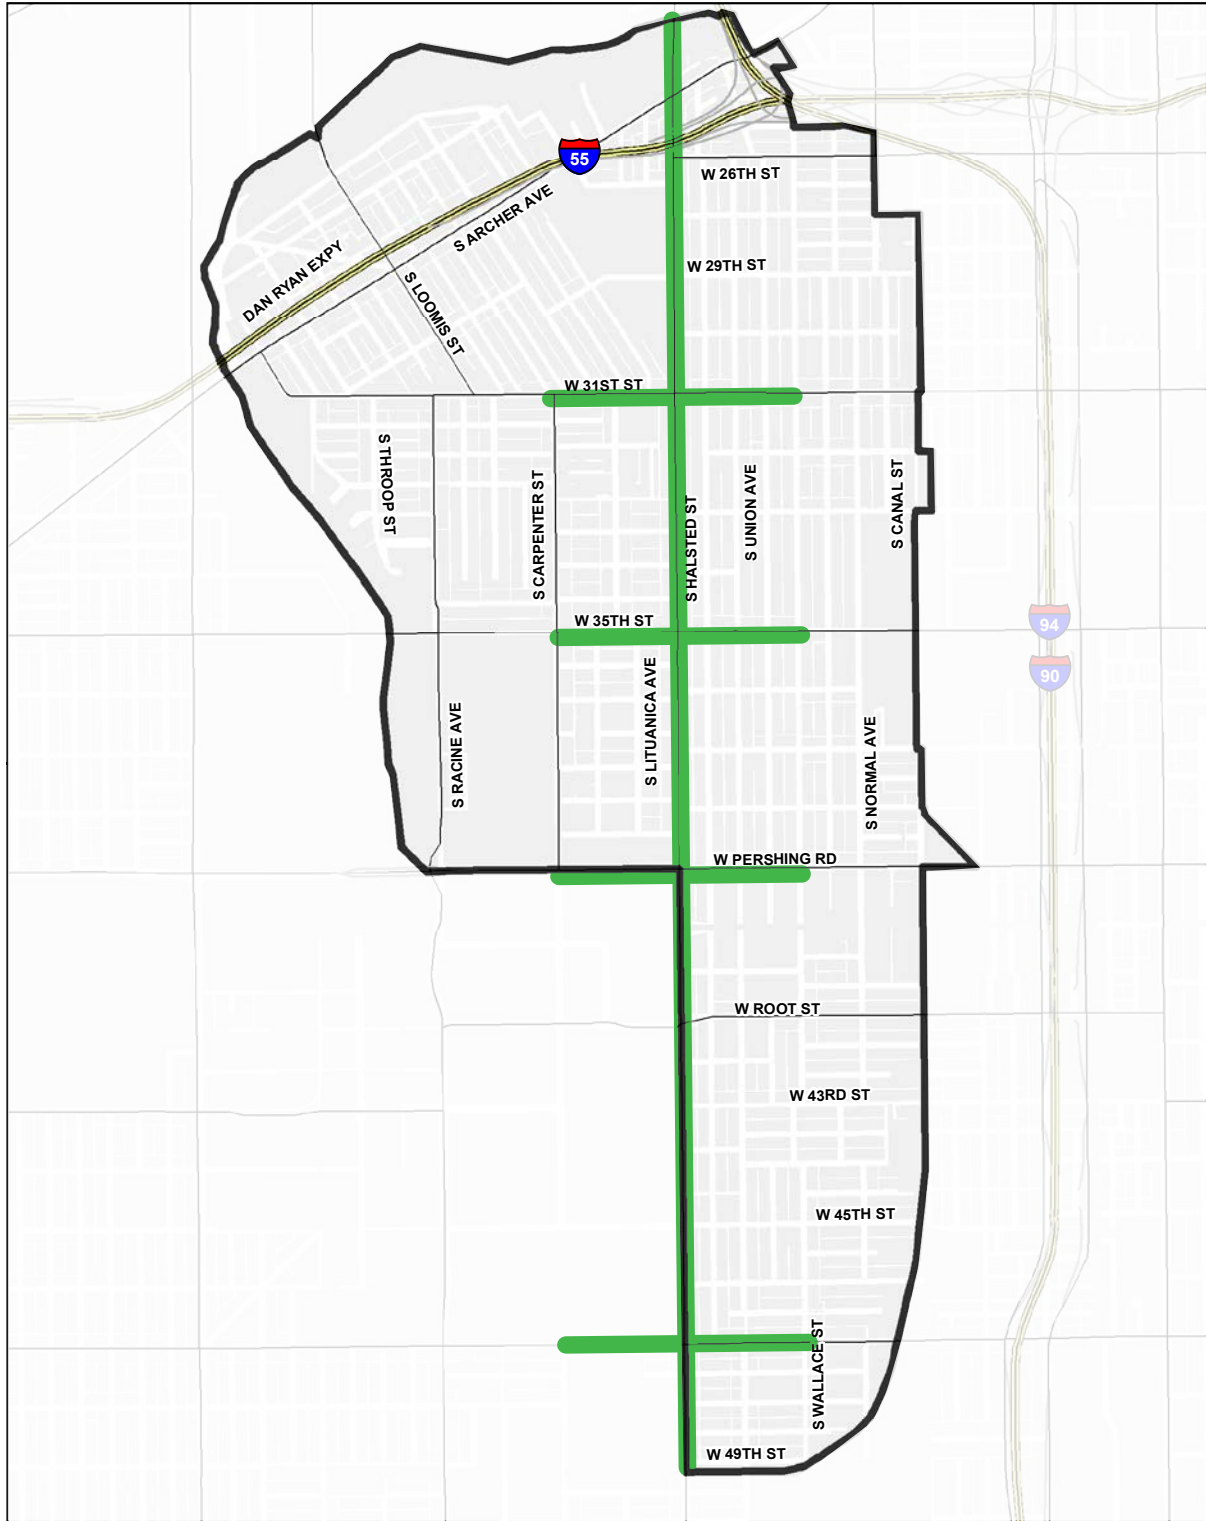 55
W 26TH ST
S ARCHER AVE
DAN RYAN EXPY
W 29TH ST
S LOOMIS ST
W 31ST ST
S THROOP ST
S CARPENTER ST
S HALSTED ST
S UNION AVE
S CANAL ST
W 35TH ST
94
90
S LITUANICA AVE
S RACINE AVE
S NORMAL AVE
W PERSHING RD
W ROOT ST
W 43RD ST
W 45TH ST
S WALLACE ST
W 49TH ST